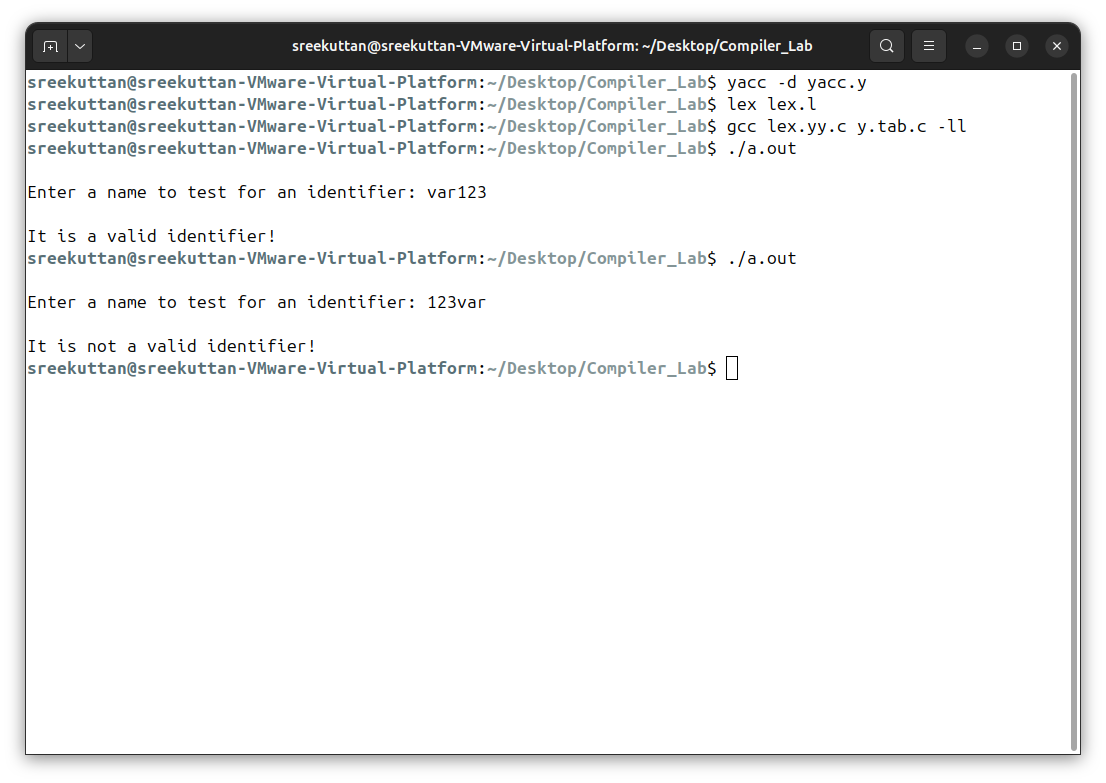 sreekuttan@sreekuttan-VMware-Virtual-Platform: ~/Desktop/Compiler_Lab
sreekuttan@sreekuttan-VMware-Virtual-Platform:~/Desktop/Compiler_Lab$ yacc -d yacc.y
sreekuttan@sreekuttan-VMware-Virtual-Platform:~/Desktop/Compiler_Lab$ lex lex.l
sreekuttan@sreekuttan-VMware-Virtual-Platform:~/Desktop/Compiler_Lab$ gcc lex.yy.c y.tab.c -ll
sreekuttan@sreekuttan-VMware-Virtual-Platform:~/Desktop/Compiler_Lab$ ./a.out
Enter a name to test for an identifier: var123
It is a valid identifier!
sreekuttan@sreekuttan-VMware-Virtual-Platform:~/Desktop/Compiler_Lab$ ./a.out
Enter a name to test for an identifier: 123var
It is not a valid identifier!
sreekuttan@sreekuttan-VMware-Virtual-Platform:~/Desktop/Compiler_Lab$